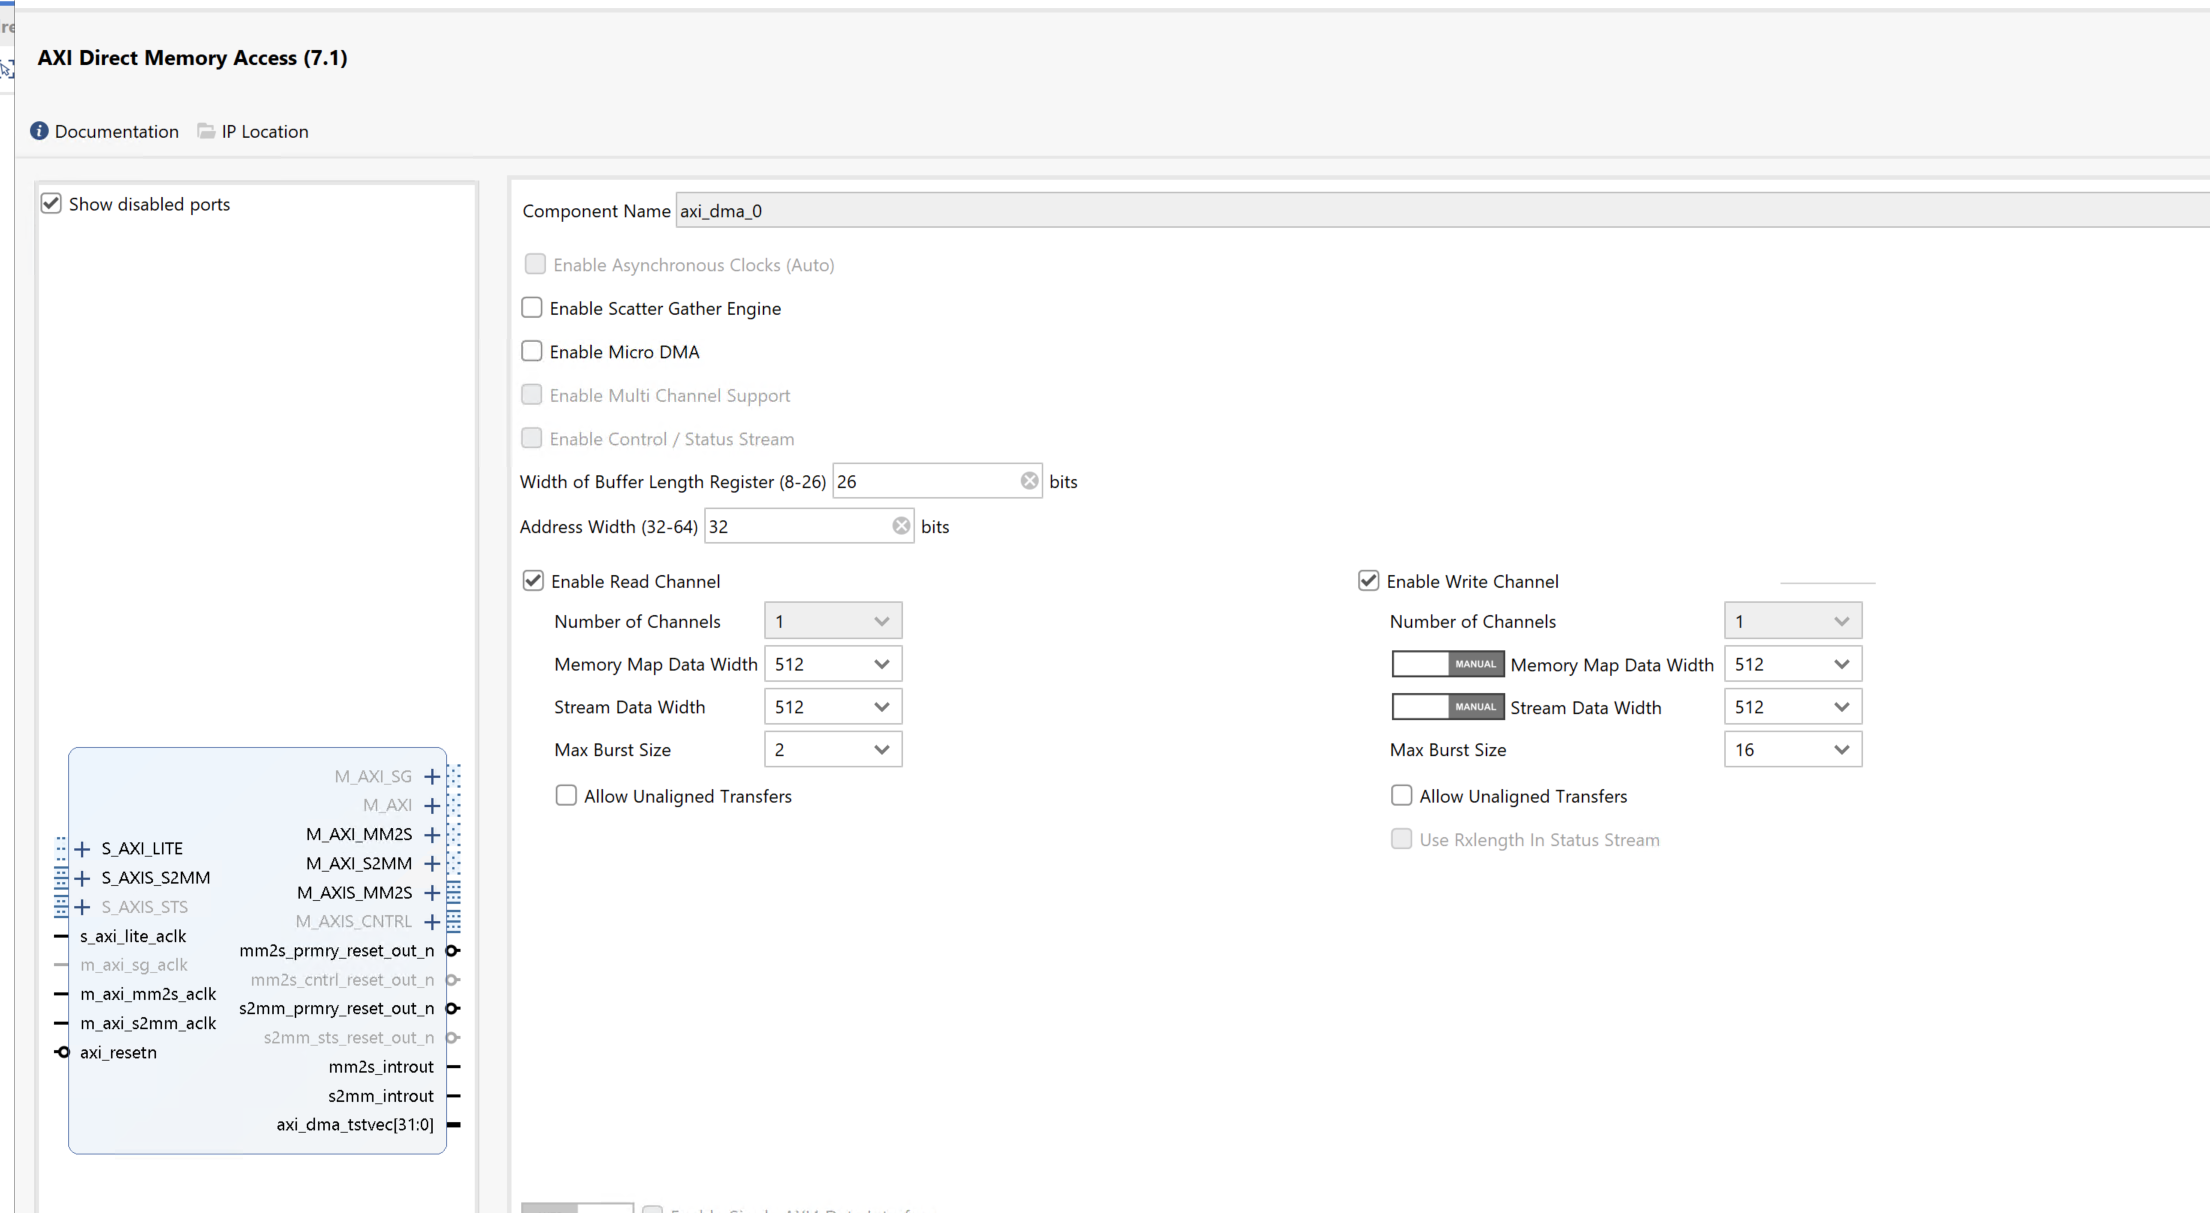 AXI Direct Memory Access (7.1)
Documentation
IP Location
Show disabled ports
M_AXI_SG
M_AXI
M_AXI_MM2S
S_AXI_LITE
M_AXI_S2MM
S_AXIS_S2MM
M_AXIS_MM2S
S_AXIS_STS
M_AXIS_CNTRL
s_axi_lite_aclk
mm2s_prmry_reset_out_n
m_axi_sg_aclk
mm2s_cntrl_reset_out_n
m_axi_mm2s_aclk
s2mm_prmry_reset_out_n
m_axi_s2mm_aclk
s2mm_sts_reset_out_n
axi_resetn
mm2s_introut
s2mm_introut
axi_dma_tstvec[31:0]
Component Name axi_dma_0
Enable Asynchronous Clocks (Auto)
Enable Scatter Gather Engine
Enable Micro DMA
Enable Multi Channel Support
Enable Control / Status Stream
Width of Buffer Length Register (8-26) 26 bits
Address Width (32-64) 32 bits
Enable Read Channel
Number of Channels 1
Memory Map Data Width 512
Stream Data Width 512
Max Burst Size 2
Allow Unaligned Transfers
Enable Write Channel
Number of Channels 1
MANUAL Memory Map Data Width 512
MANUAL Stream Data Width 512
Max Burst Size 16
Allow Unaligned Transfers
Use Rxlength In Status Stream